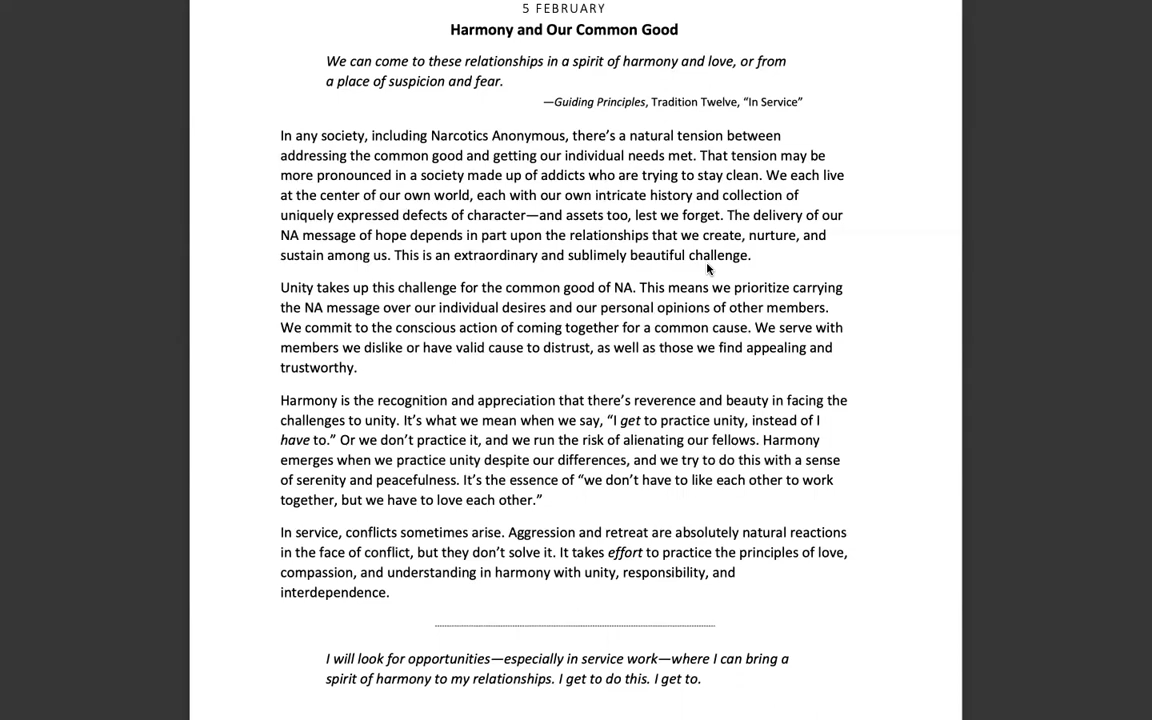 5 FEBRUARY
Harmony and Our Common Good
We can come to these relationships in a spirit of harmony and love, or from
a place of suspicion and fear.
—Guiding Principles, Tradition Twelve, “In Service”
In any society, including Narcotics Anonymous, there’s a natural tension between
addressing the common good and getting our individual needs met. That tension may be
more pronounced in a society made up of addicts who are trying to stay clean. We each live
at the center of our own world, each with our own intricate history and collection of
uniquely expressed defects of character—and assets too, lest we forget. The delivery of our
NA message of hope depends in part upon the relationships that we create, nurture, and
sustain among us. This is an extraordinary and sublimely beautiful challenge.
Unity takes up this challenge for the common good of NA. This means we prioritize carrying
the NA message over our individual desires and our personal opinions of other members.
We commit to the conscious action of coming together for a common cause. We serve with
members we dislike or have valid cause to distrust, as well as those we find appealing and
trustworthy.
Harmony is the recognition and appreciation that there’s reverence and beauty in facing the
challenges to unity. It’s what we mean when we say, “I get to practice unity, instead of I
have to.” Or we don’t practice it, and we run the risk of alienating our fellows. Harmony
emerges when we practice unity despite our differences, and we try to do this with a sense
of serenity and peacefulness. It’s the essence of “we don’t have to like each other to work
together, but we have to love each other.”
In service, conflicts sometimes arise. Aggression and retreat are absolutely natural reactions
in the face of conflict, but they don’t solve it. It takes effort to practice the principles of love,
compassion, and understanding in harmony with unity, responsibility, and
interdependence.
I will look for opportunities—especially in service work—where I can bring a
spirit of harmony to my relationships. I get to do this. I get to.